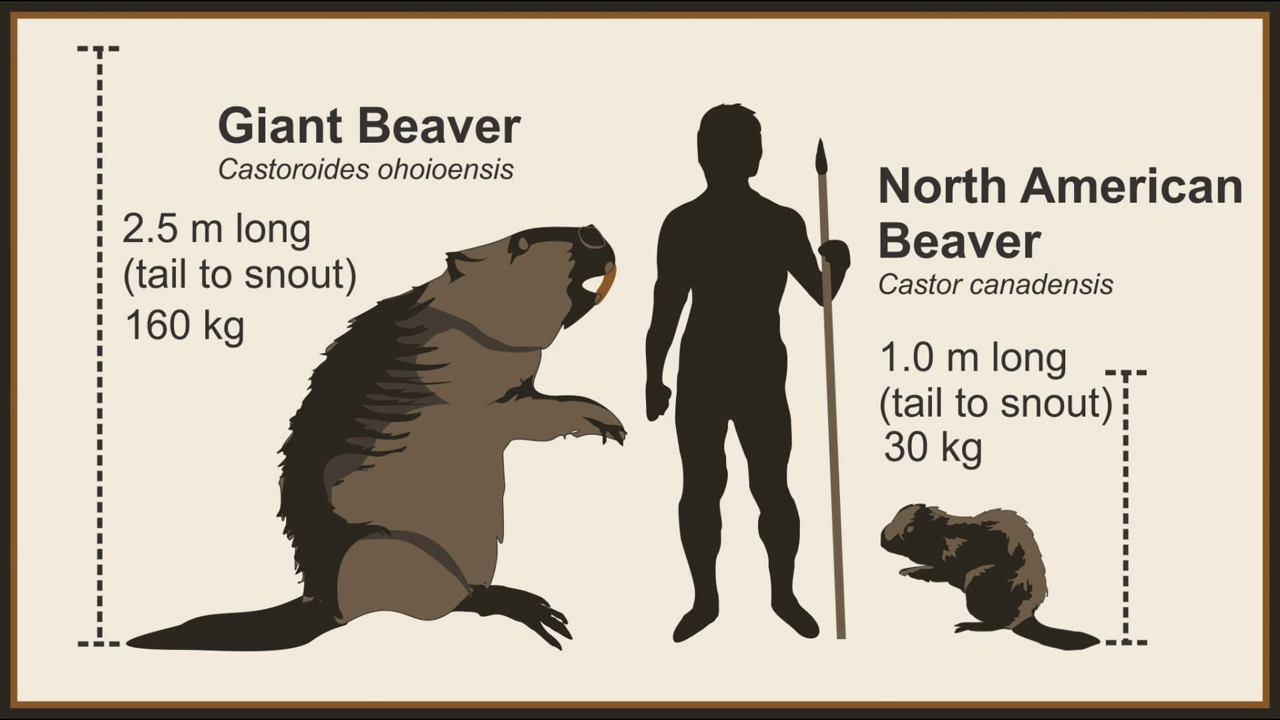 Giant Beaver
Castoroides ohoioensis
2.5 m long
(tail to snout)
160 kg
North American
Beaver
Castor canadensis
1.0 m long
(tail to snout)
30 kg